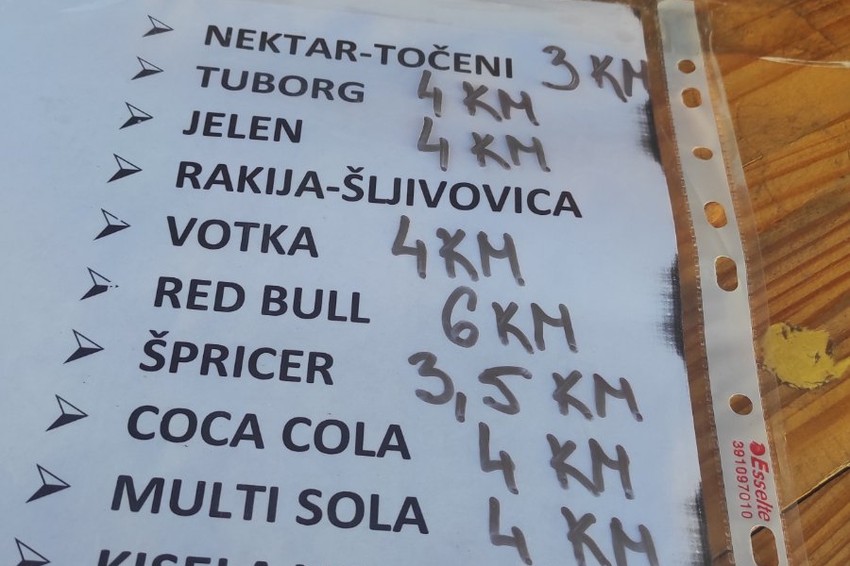 NEKTAR-TOČENI 3 KM
TUBORG 4 KM
JELEN 4 KM
RAKIJA-ŠLJIVOVICA
VOTKA 4 KM
RED BULL 6 KM
ŠPRICER 3,5 KM
COCA COLA 4 KM
MULTI SOLA 4 KM
Esselte
391097010